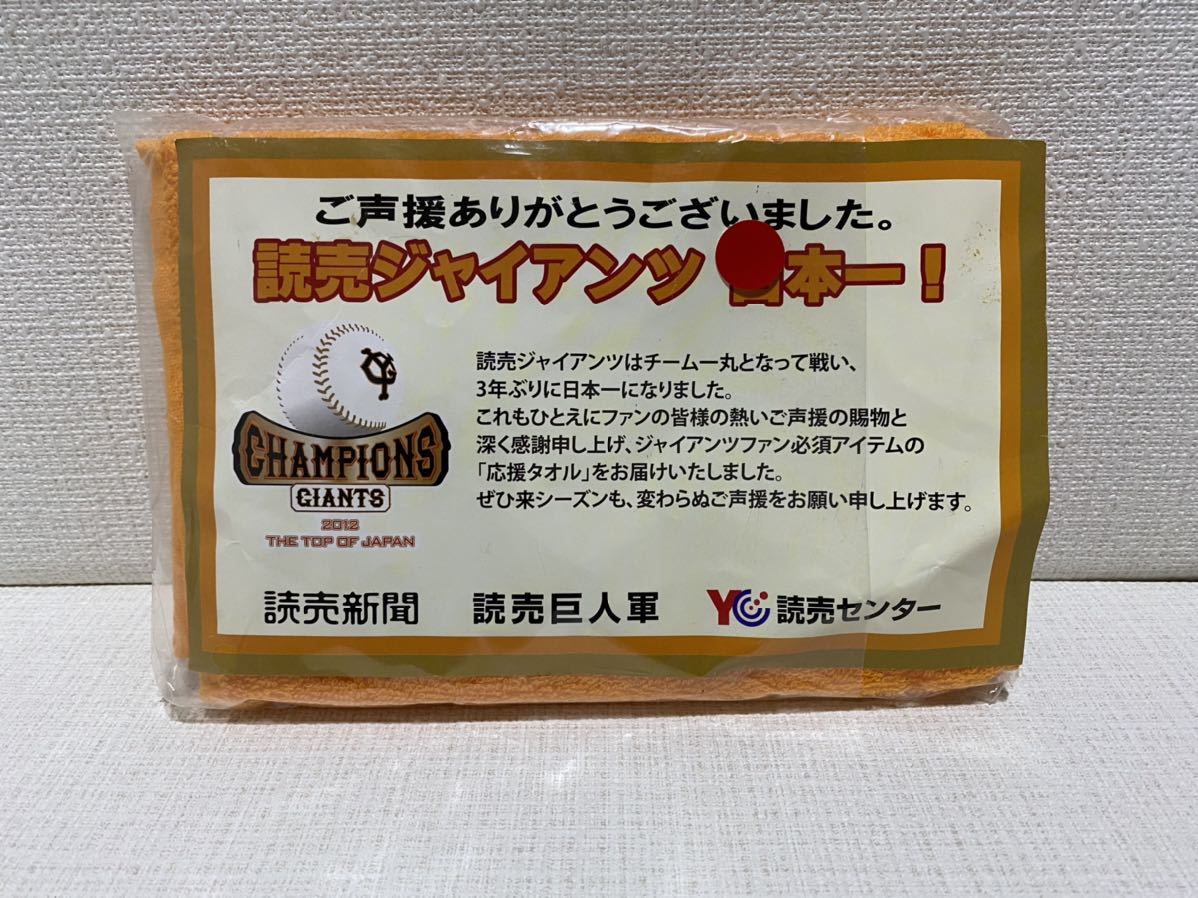 ご声援ありがとうございました。
読売ジャイアンツ 日本一！
読売ジャイアンツはチーム一丸となって戦い、
3年ぶりに日本一になりました。
これもひとえにファンの皆様の熱いご声援の賜物と
深く感謝申し上げ、ジャイアンツファン必須アイテムの
「応援タオル」をお届けいたしました。
ぜひ来シーズンも、変わらぬご声援をお願い申し上げます。
CHAMPIONS
GIANTS
2012
THE TOP OF JAPAN
読売新聞 読売巨人軍 YC 読売センター